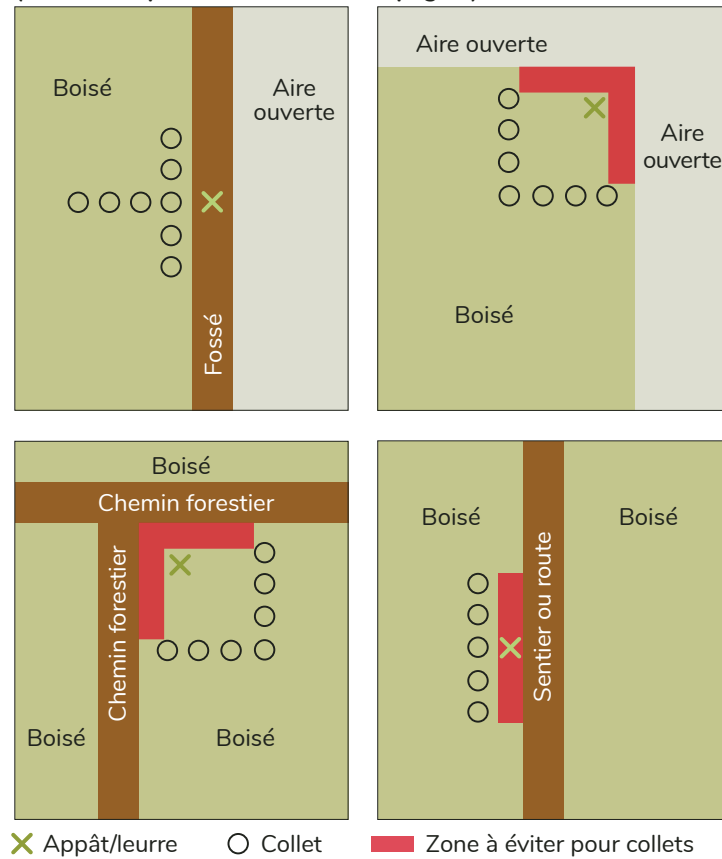 Boisé
Aire
ouverte
Fossé
Aire ouverte
Aire
ouverte
Boisé
Boisé
Chemin forestier
Chemin forestier
Boisé
Boisé
Boisé
Sentier ou route
Boisé
Appât/leurre
Collet
Zone à éviter pour collets